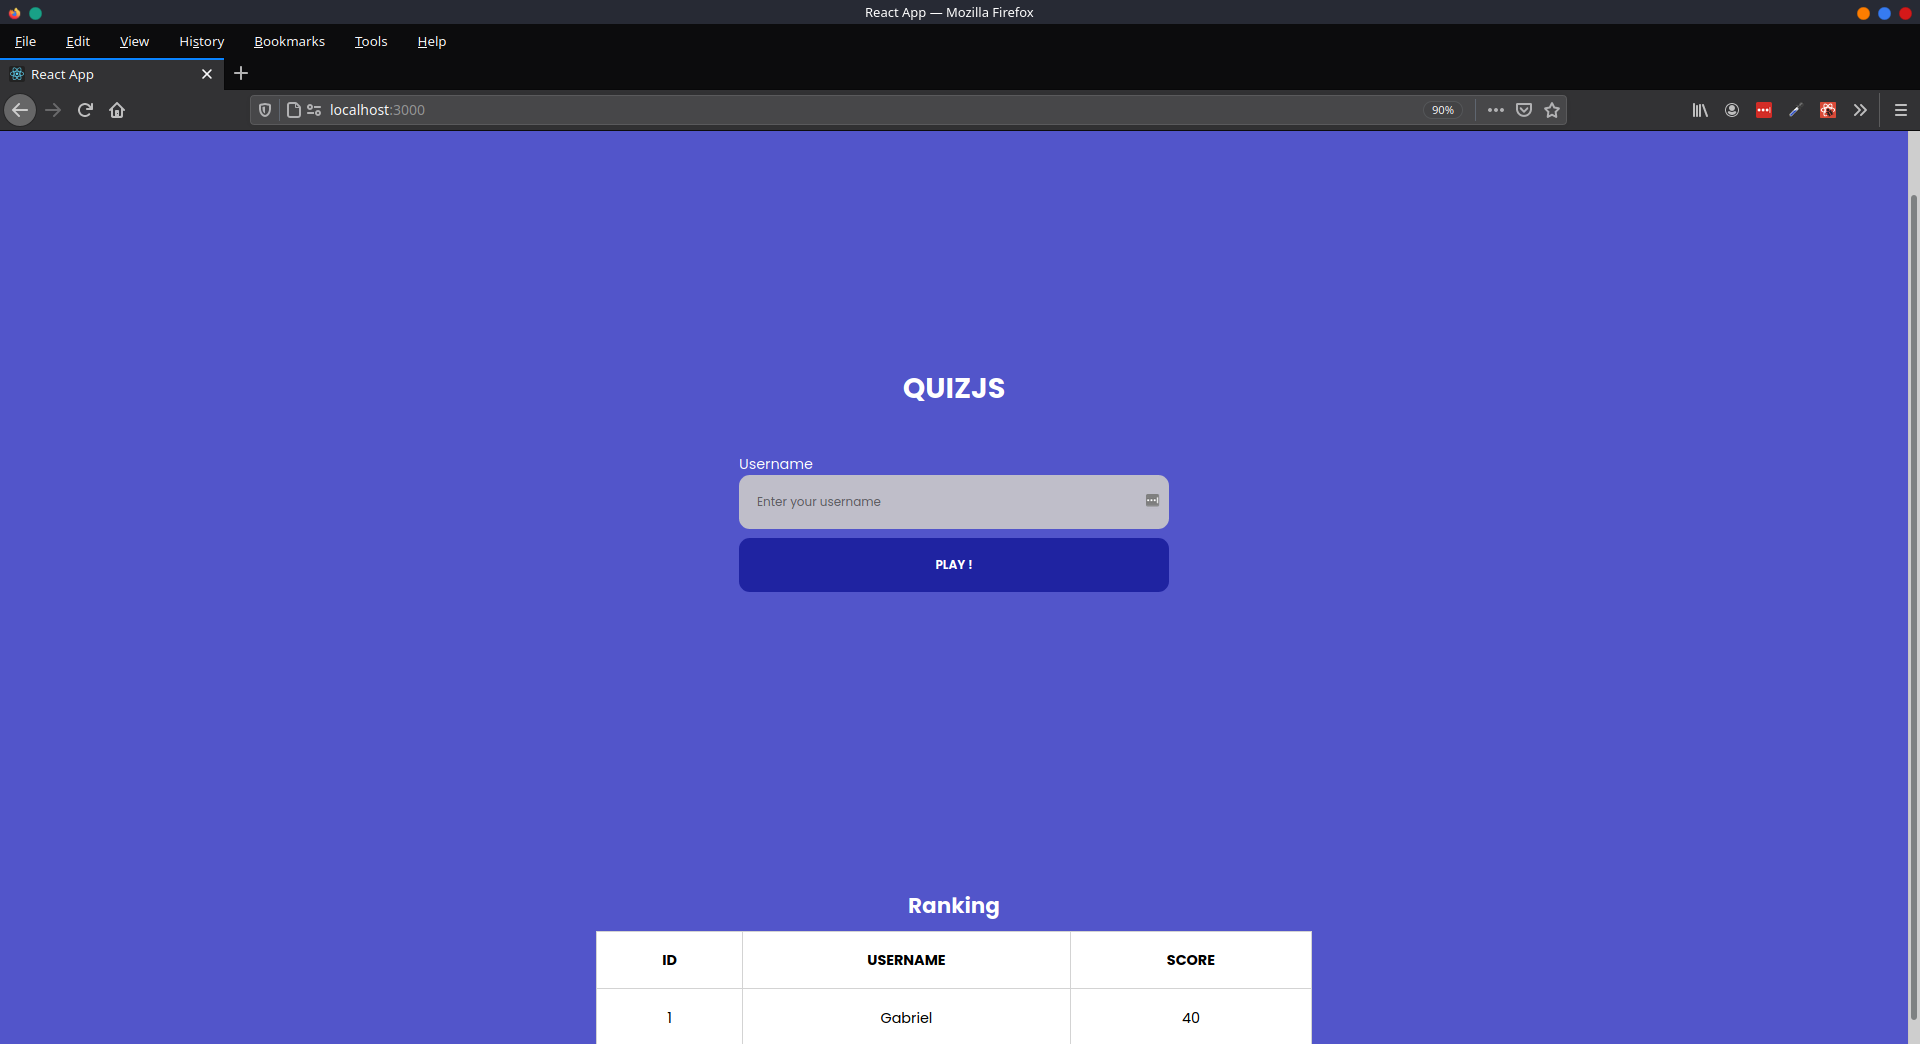 React App — Mozilla Firefox
File Edit View History Bookmarks Tools Help
React App
localhost:3000 90%
QUIZJS
Username
Enter your username
PLAY !
Ranking
ID USERNAME SCORE
1 Gabriel 40